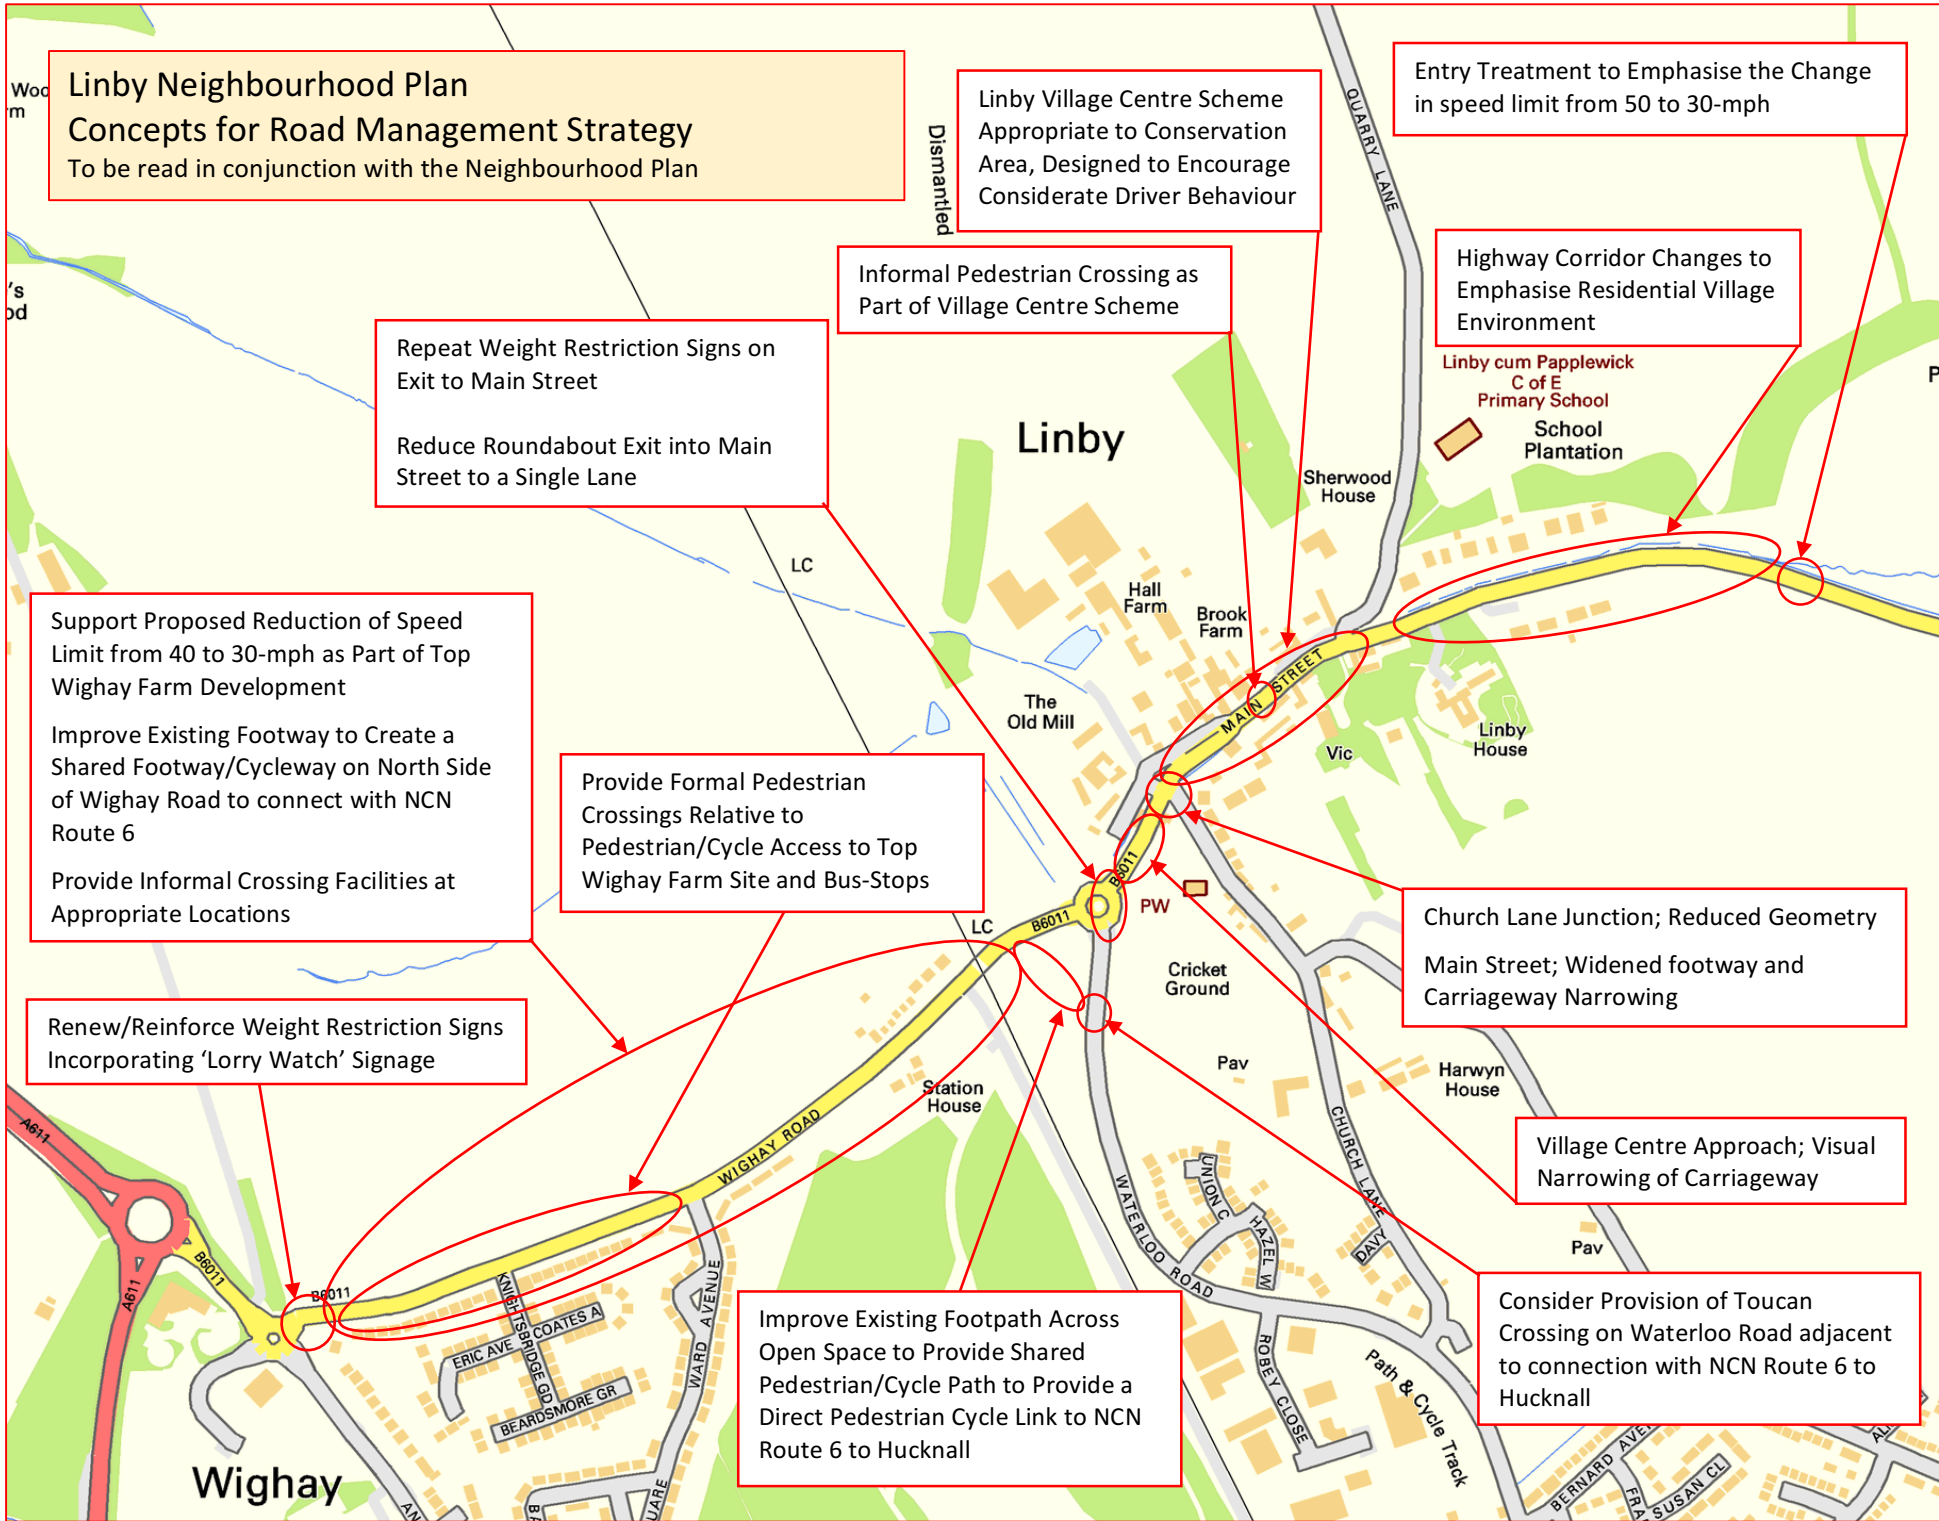 Linby Neighbourhood Plan
Concepts for Road Management Strategy
To be read in conjunction with the Neighbourhood Plan
Linby Village Centre Scheme
Appropriate to Conservation
Area, Designed to Encourage
Considerate Driver Behaviour
Entry Treatment to Emphasise the Change
in speed limit from 50 to 30-mph
Informal Pedestrian Crossing as
Part of Village Centre Scheme
Highway Corridor Changes to
Emphasise Residential Village
Environment
Repeat Weight Restriction Signs on
Exit to Main Street
Reduce Roundabout Exit into Main
Street to a Single Lane
Support Proposed Reduction of Speed
Limit from 40 to 30-mph as Part of Top
Wighay Farm Development
Improve Existing Footway to Create a
Shared Footway/Cycleway on North Side
of Wighay Road to connect with NCN
Route 6
Provide Informal Crossing Facilities at
Appropriate Locations
Provide Formal Pedestrian
Crossings Relative to
Pedestrian/Cycle Access to Top
Wighay Farm Site and Bus-Stops
Renew/Reinforce Weight Restriction Signs
Incorporating ‘Lorry Watch’ Signage
Church Lane Junction; Reduced Geometry
Main Street; Widened footway and
Carriageway Narrowing
Village Centre Approach; Visual
Narrowing of Carriageway
Consider Provision of Toucan
Crossing on Waterloo Road adjacent
to connection with NCN Route 6 to
Hucknall
Improve Existing Footpath Across
Open Space to Provide Shared
Pedestrian/Cycle Path to Provide a
Direct Pedestrian Cycle Link to NCN
Route 6 to Hucknall
Woo
m
's
od
Dismantled
QUARRY LANE
Linby cum Papplewick
C of E
Primary School
School
Plantation
P
Linby
Sherwood
House
LC
Hall
Farm
Brook
Farm
The
Old Mill
MAIN STREET
Vic
Linby
House
B6011
PW
LC
B6011
Cricket
Ground
Pav
Harwyn
House
Station
House
WIGHAY ROAD
CHURCH LANE
WATERLOO ROAD
UNION C
HAZEL W
DAVY
Pav
A611
A611
B6011
B6011
KNIGHTSBRIDGE GD
ERIC AVE
COATES A
BEARDSMORE GR
WARD AVENUE
ROBEY CLOSE
Path & Cycle Track
Wighay
AN
BA
UARE
BERNARD AVE
FRA
SUSAN CL
AL